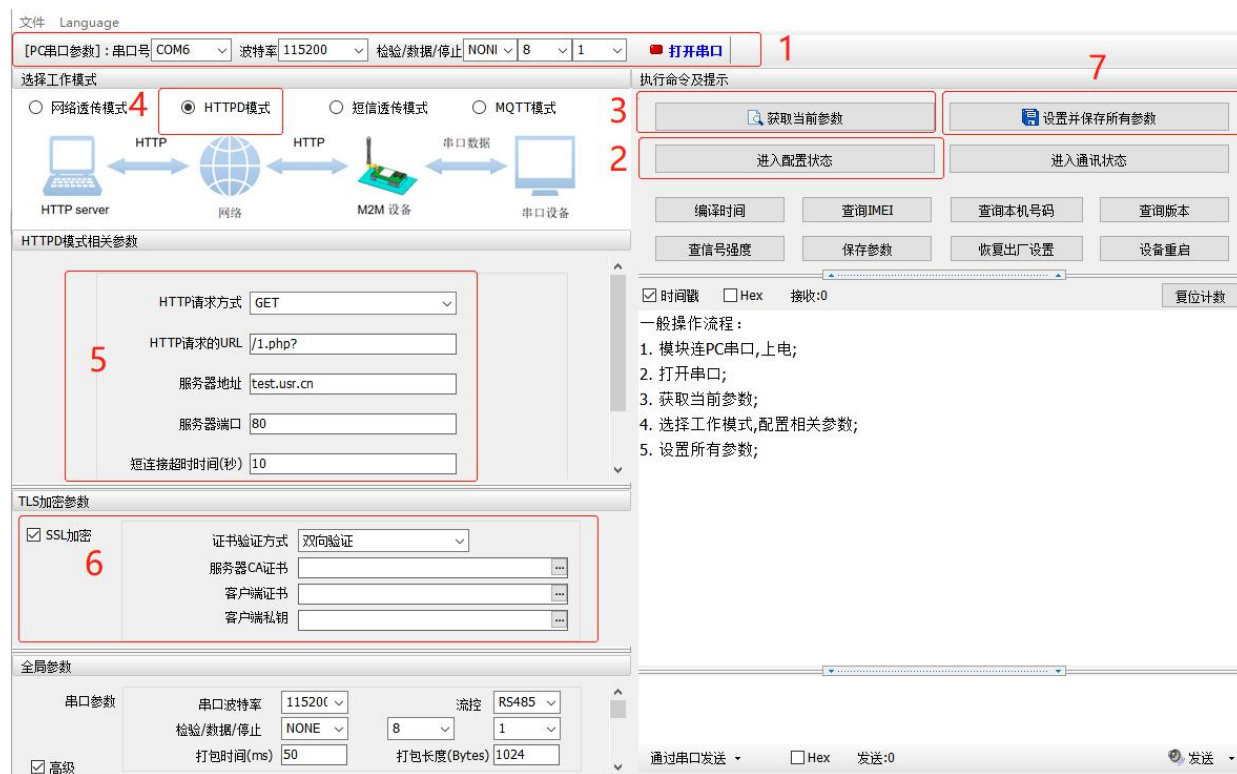 文件 Language
[PC串口参数]：串口号 COM6 波特率 115200 检验/数据/停止 NONI 8 1 打开串口 1
选择工作模式
网络透传模式 4 HTTPD模式 短信透传模式 MQTT模式
HTTP HTTP 串口数据
HTTP server 网络 M2M 设备 串口设备
HTTPD模式相关参数
5
HTTP请求方式 GET
HTTP请求的URL /1.php?
服务器地址 test.usr.cn
服务器端口 80
短连接超时时间(秒) 10
TLS加密参数
SSL加密
6
证书验证方式 双向验证
服务器CA证书 ...
客户端证书 ...
客户端私钥 ...
全局参数
串口参数 串口波特率 11520( 流控 RS485
检验/数据/停止 NONE 8 1
打包时间(ms) 50 打包长度(Bytes) 1024
高级
执行命令及提示
7
3 获取当前参数 设置并保存所有参数
2 进入配置状态 进入通讯状态
编译时间 查询IMEI 查询本机号码 查询版本
查信号强度 保存参数 恢复出厂设置 设备重启
时间戳 Hex 接收:0 复位计数
一般操作流程：
1. 模块连PC串口,上电;
2. 打开串口;
3. 获取当前参数;
4. 选择工作模式,配置相关参数;
5. 设置所有参数;
通过串口发送 Hex 发送:0 发送